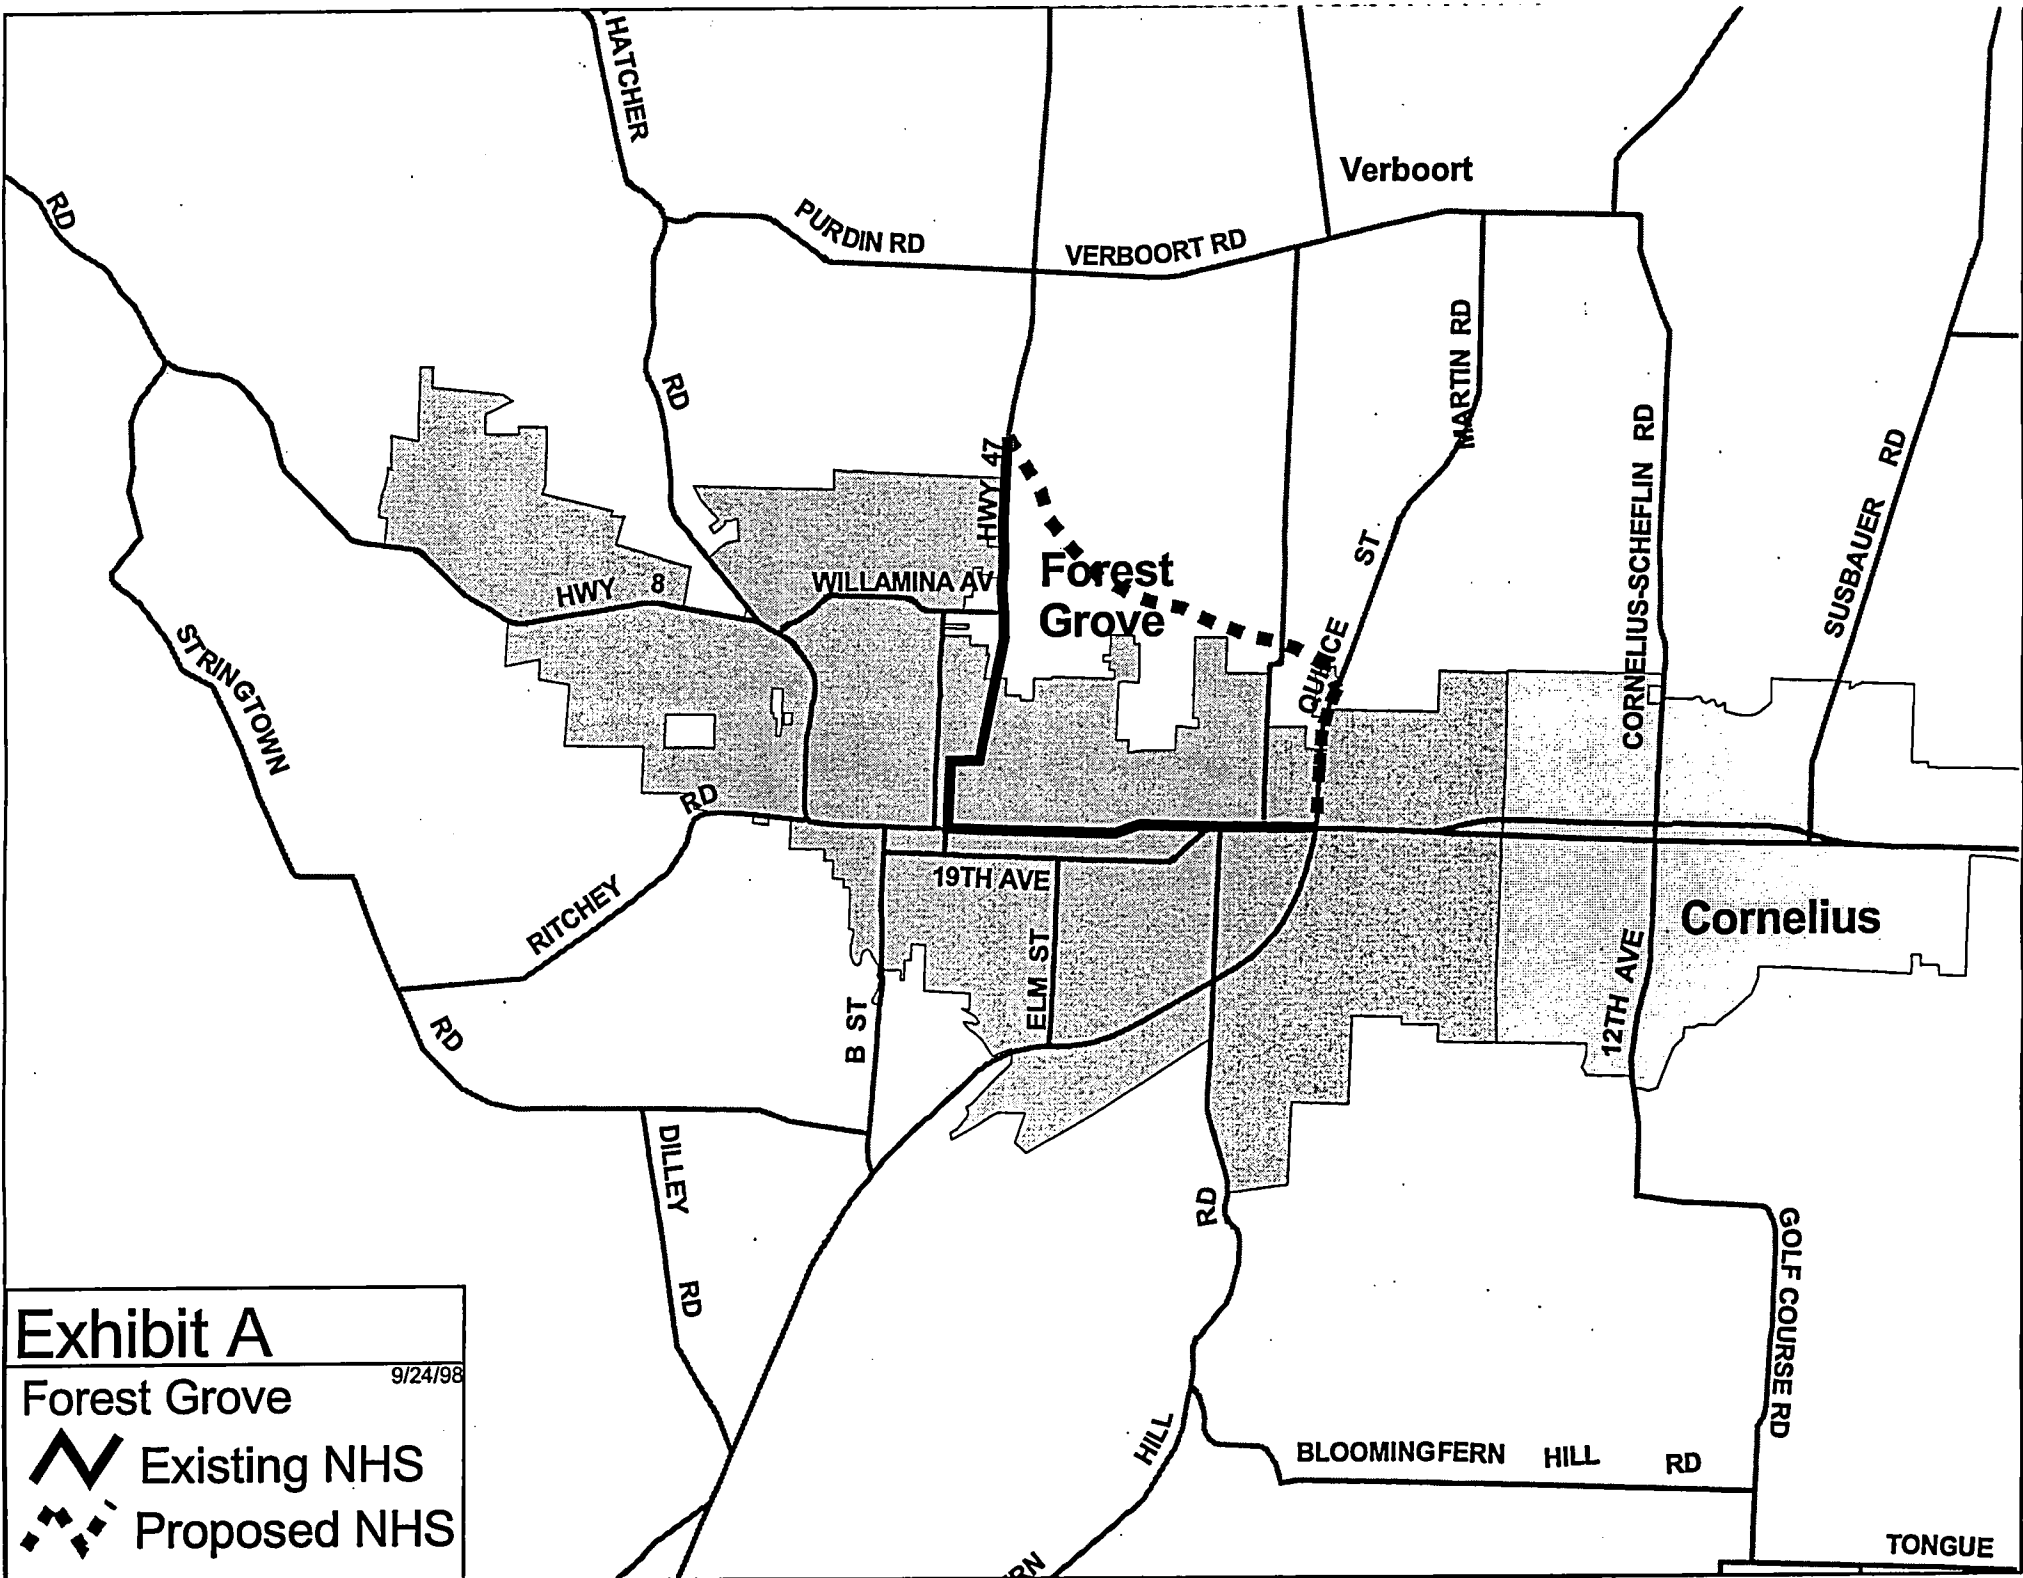 HATCHER
Verboort
RD
PURDIN RD
VERBOORT RD
MARTIN RD
RD
CORNELIUS-SCHEFLIN RD
SUSBAUER RD
HWY 47
Forest
Grove
QUINCE ST
WILLAMINA AV
HWY 8
STRINGTOWN
RD
RITCHEY
19TH AVE
Cornelius
ELM ST
B ST
12TH AVE
RD
DILLEY
RD
RD
GOLF COURSE RD
HILL
BLOOMINGFERN HILL RD
TONGUE
RN
Exhibit A
9/24/98
Forest Grove
Existing NHS
Proposed NHS